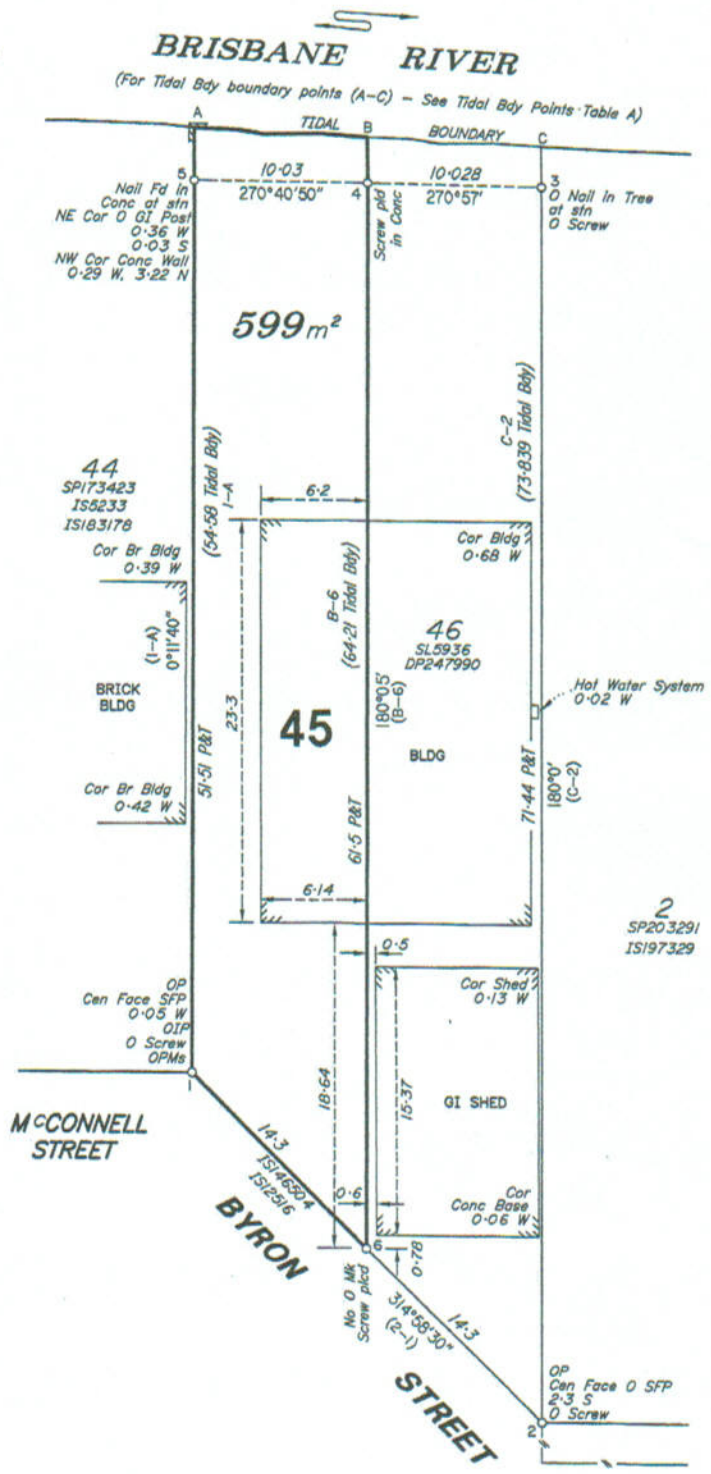 BRISBANE RIVER
(For Tidal Bdy boundary points (A-C) - See Tidal Bdy Points Table A)
A
TIDAL
B
BOUNDARY
C
5
10·03
270°40'50"
4
10·028
270°57'
3
Nail Fd in
Conc at stn
NE Cor O GI Post
0·36 W
0·03 S
NW Cor Conc Wall
0·29 W, 3·22 N
Screw pld
in Conc
O Nail in Tree
at stn
O Screw
599m²
1-A
(54·58 Tidal Bdy)
C-2
(73·839 Tidal Bdy)
44
SP173423
IS5233
IS183178
6·2
Cor Br Bldg
0·39 W
Cor Bldg
0·68 W
B-6
(64·21 Tidal Bdy)
46
SL5936
DP247990
(1-A)
0°11'40"
BRICK
BLDG
23·3
45
180°05'
(B-6)
BLDG
Hot Water System
0·02 W
51·51 P&T
61·5 P&T
71·44 P&T
180°0'
(C-2)
Cor Br Bldg
0·42 W
6·14
2
SP203291
IS197329
0·5
OP
Cen Face SFP
0·05 W
OIP
O Screw
OPMs
Cor Shed
0·13 W
18·64
15·37
GI SHED
1
McCONNELL
STREET
14·3
IS146504
IS12516
0·6
Cor
Conc Base
0·06 W
BYRON
6
0·78
No O Mk
Screw plcd
14·3
314°58'30"
(2-1)
STREET
OP
Cen Face O SFP
2·3 S
O Screw
2